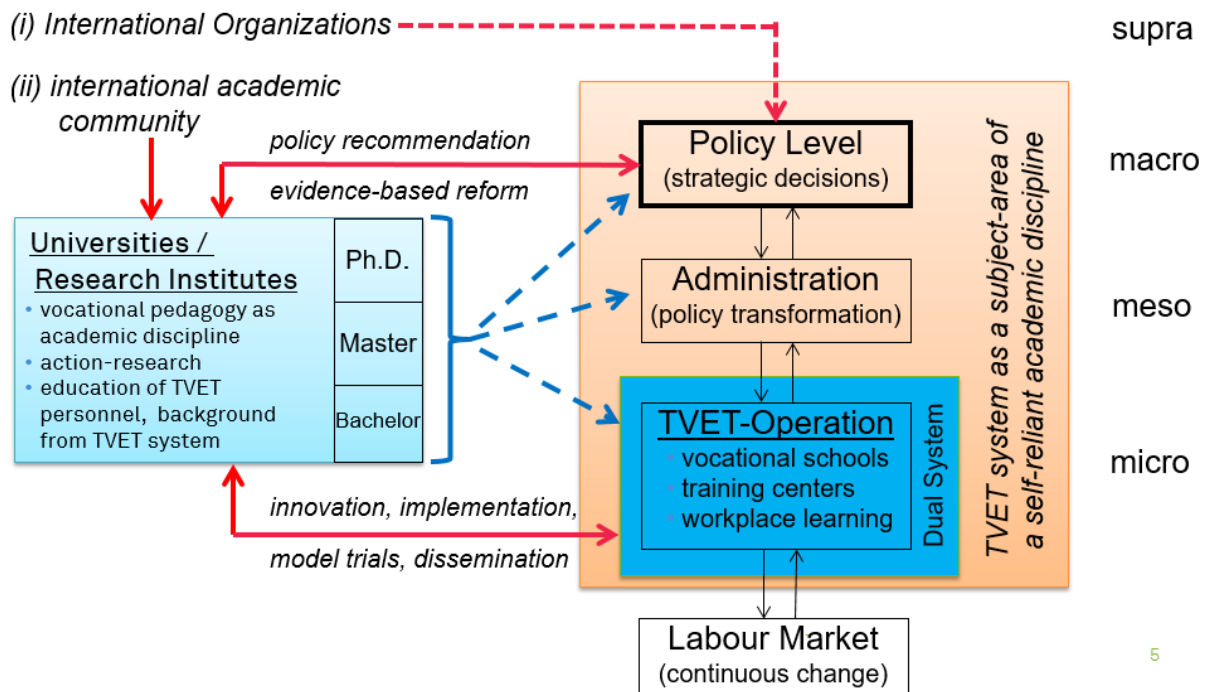 (i) International Organizations
supra
(ii) international academic
community
policy recommendation
evidence-based reform
Policy Level
(strategic decisions)
macro
Universities /
Research Institutes
• vocational pedagogy as
academic discipline
• action-research
• education of TVET
personnel, background
from TVET system
Ph.D.
Master
Bachelor
Administration
(policy transformation)
meso
TVET-Operation
• vocational schools
• training centers
• workplace learning
Dual System
TVET system as a subject-area of
a self-reliant academic discipline
micro
innovation, implementation,
model trials, dissemination
Labour Market
(continuous change)
5